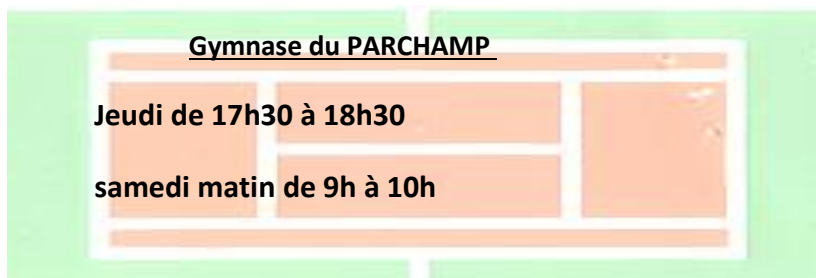 Gymnase du PARCHAMP
Jeudi de 17h30 à 18h30
samedi matin de 9h à 10h